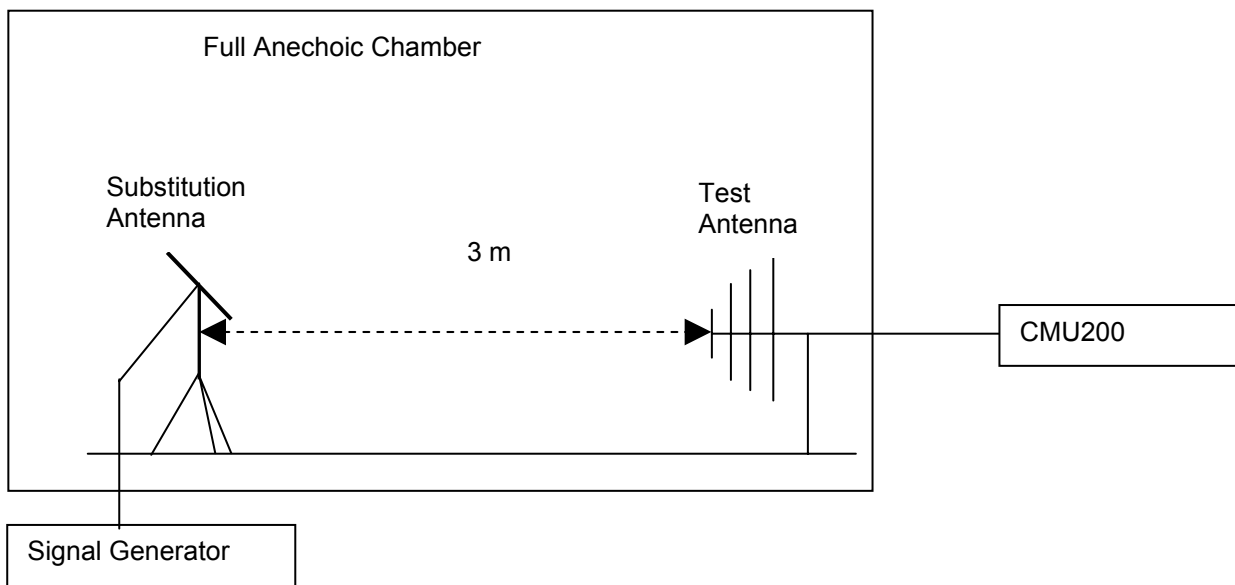 Full Anechoic Chamber
Substitution
Antenna
Test
Antenna
3 m
CMU200
Signal Generator